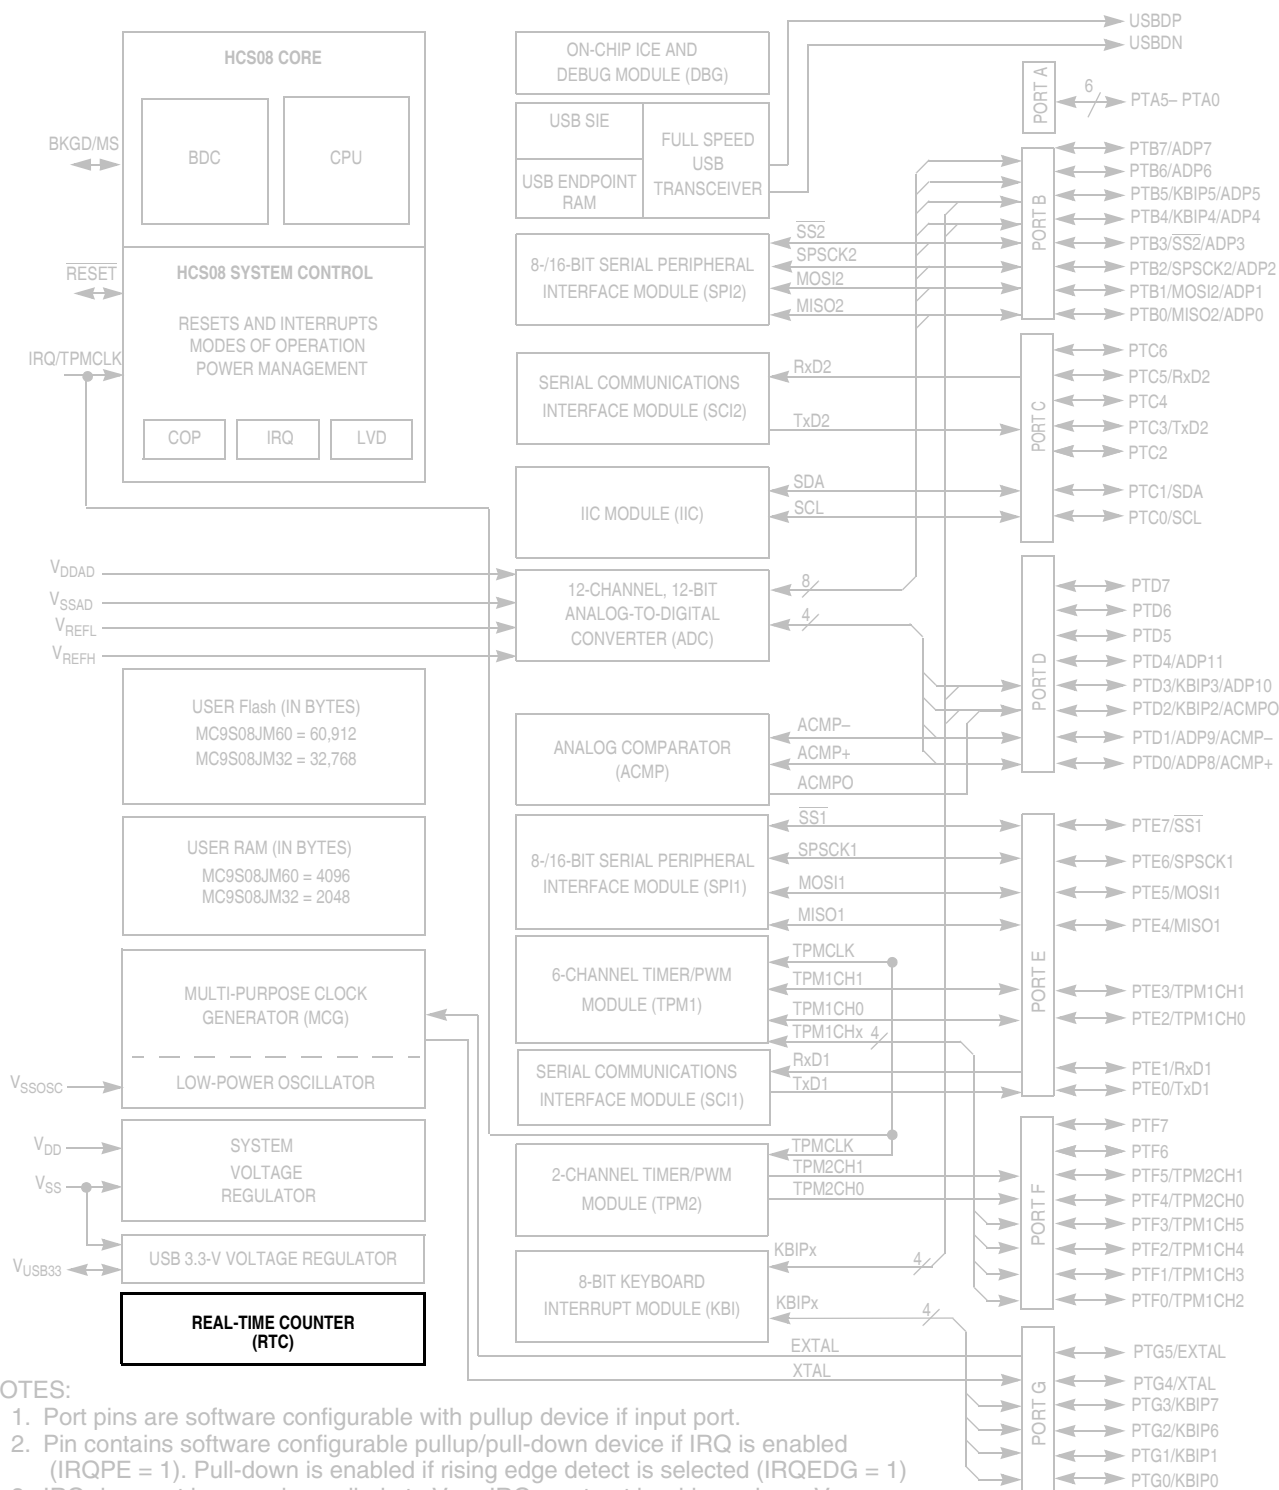 HCS08 CORE
BDC
CPU
BKGD/MS
HCS08 SYSTEM CONTROL
RESET
RESETS AND INTERRUPTS
MODES OF OPERATION
POWER MANAGEMENT
IRQ/TPMCLK
COP
IRQ
LVD
VDDAD
VSSAD
VREFL
VREFH
USER Flash (IN BYTES)
MC9S08JM60 = 60,912
MC9S08JM32 = 32,768
USER RAM (IN BYTES)
MC9S08JM60 = 4096
MC9S08JM32 = 2048
MULTI-PURPOSE CLOCK
GENERATOR (MCG)
LOW-POWER OSCILLATOR
VSSOSC
VDD
VSS
SYSTEM
VOLTAGE
REGULATOR
USB 3.3-V VOLTAGE REGULATOR
VUSB33
REAL-TIME COUNTER
(RTC)
ON-CHIP ICE AND
DEBUG MODULE (DBG)
USB SIE
USB ENDPOINT
RAM
FULL SPEED
USB
TRANSCEIVER
8-/16-BIT SERIAL PERIPHERAL
INTERFACE MODULE (SPI2)
SS2
SPSCK2
MOSI2
MISO2
SERIAL COMMUNICATIONS
INTERFACE MODULE (SCI2)
RxD2
TxD2
IIC MODULE (IIC)
SDA
SCL
12-CHANNEL, 12-BIT
ANALOG-TO-DIGITAL
CONVERTER (ADC)
8
4
ANALOG COMPARATOR
(ACMP)
ACMP–
ACMP+
ACMPO
8-/16-BIT SERIAL PERIPHERAL
INTERFACE MODULE (SPI1)
SS1
SPSCK1
MOSI1
MISO1
6-CHANNEL TIMER/PWM
MODULE (TPM1)
TPMCLK
TPM1CH1
TPM1CH0
TPM1CHx 4
SERIAL COMMUNICATIONS
INTERFACE MODULE (SCI1)
RxD1
TxD1
2-CHANNEL TIMER/PWM
MODULE (TPM2)
TPMCLK
TPM2CH1
TPM2CH0
8-BIT KEYBOARD
INTERRUPT MODULE (KBI)
KBIPx
4
KBIPx
4
EXTAL
XTAL
USBDP
USBDN
PORT A
6
PTA5– PTA0
PORT B
PTB7/ADP7
PTB6/ADP6
PTB5/KBIP5/ADP5
PTB4/KBIP4/ADP4
PTB3/SS2/ADP3
PTB2/SPSCK2/ADP2
PTB1/MOSI2/ADP1
PTB0/MISO2/ADP0
PORT C
PTC6
PTC5/RxD2
PTC4
PTC3/TxD2
PTC2
PTC1/SDA
PTC0/SCL
PORT D
PTD7
PTD6
PTD5
PTD4/ADP11
PTD3/KBIP3/ADP10
PTD2/KBIP2/ACMPO
PTD1/ADP9/ACMP–
PTD0/ADP8/ACMP+
PORT E
PTE7/SS1
PTE6/SPSCK1
PTE5/MOSI1
PTE4/MISO1
PTE3/TPM1CH1
PTE2/TPM1CH0
PTE1/RxD1
PTE0/TxD1
PORT F
PTF7
PTF6
PTF5/TPM2CH1
PTF4/TPM2CH0
PTF3/TPM1CH5
PTF2/TPM1CH4
PTF1/TPM1CH3
PTF0/TPM1CH2
PORT G
PTG5/EXTAL
PTG4/XTAL
PTG3/KBIP7
PTG2/KBIP6
PTG1/KBIP1
PTG0/KBIP0
OTES:
1. Port pins are software configurable with pullup device if input port.
2. Pin contains software configurable pullup/pull-down device if IRQ is enabled
(IRQPE = 1). Pull-down is enabled if rising edge detect is selected (IRQEDG = 1)